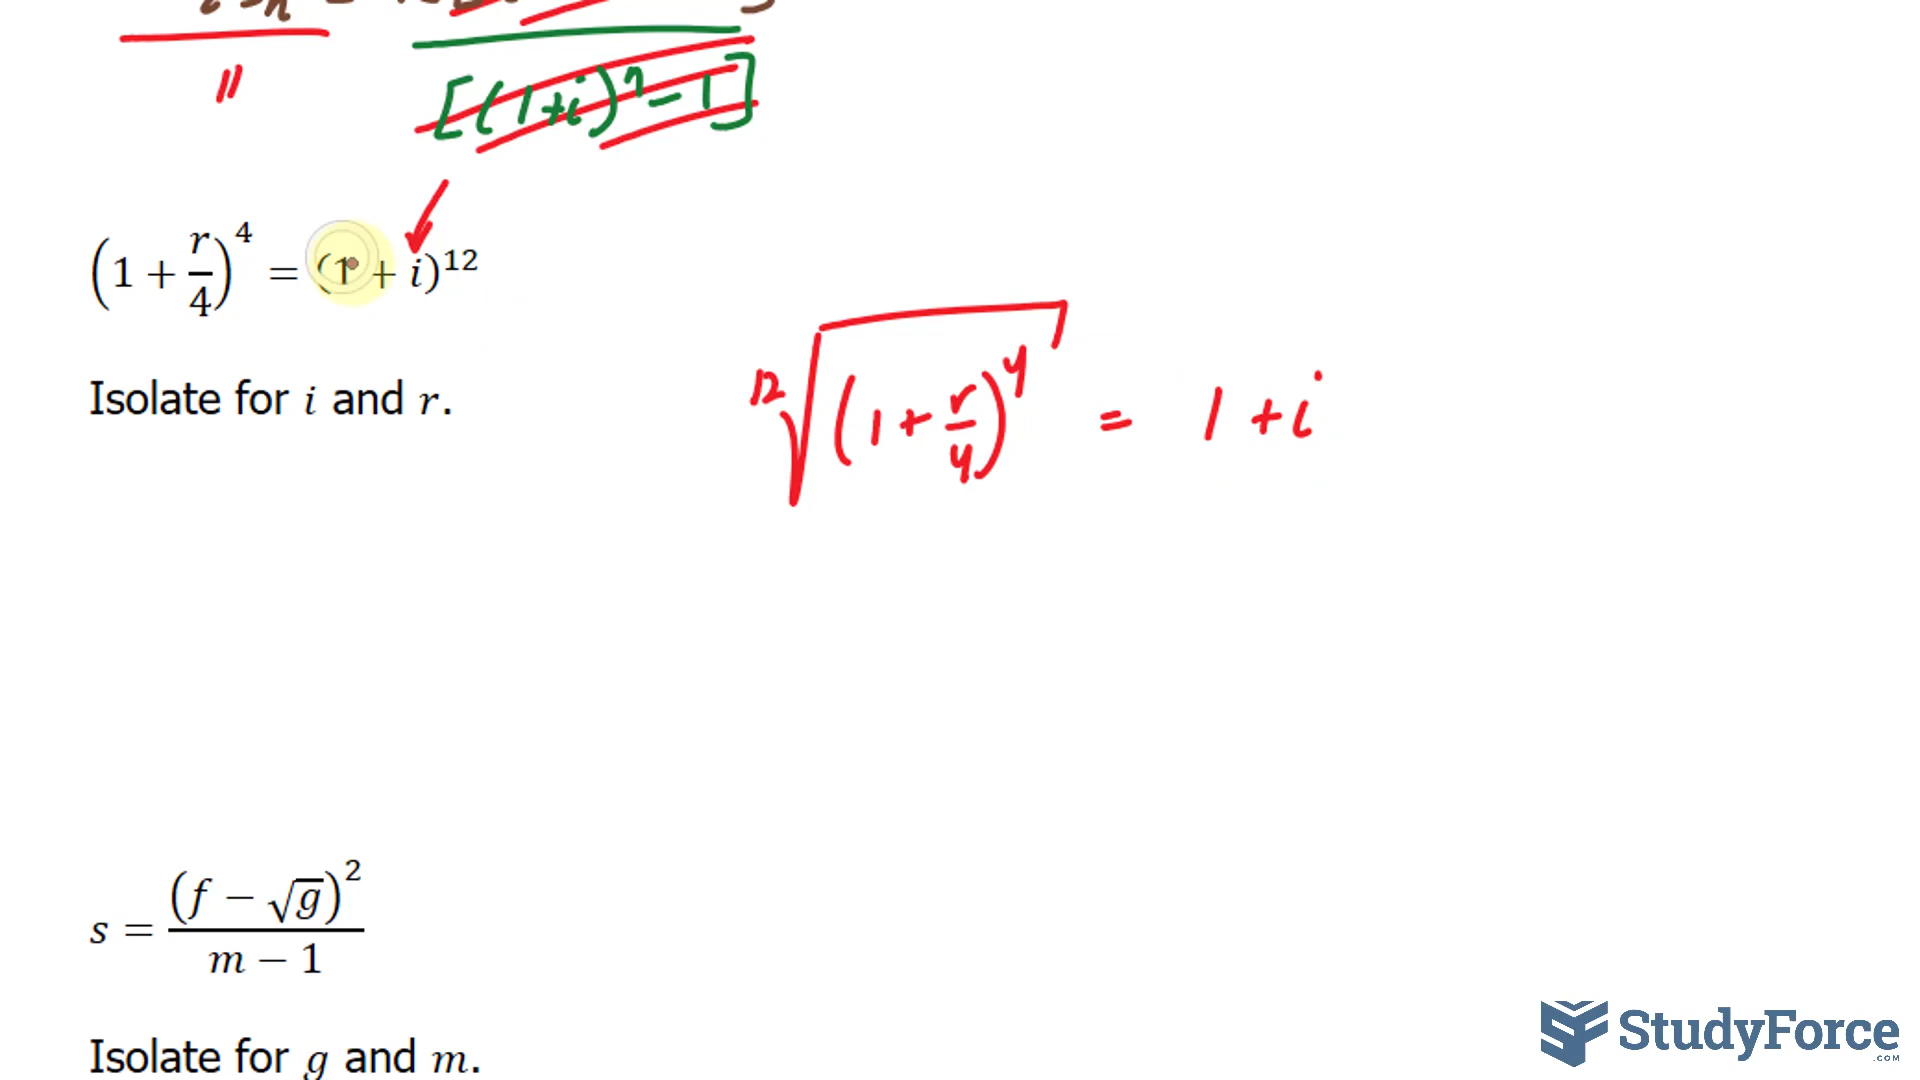 [(1+i)^n - 1]
(1 + r/4)^4 = (1 + i)^12
Isolate for i and r.
12√(1 + r/4)^4 = 1 + i
s = (f − √g)^2 / (m − 1)
Isolate for g and m.
StudyForce
.COM